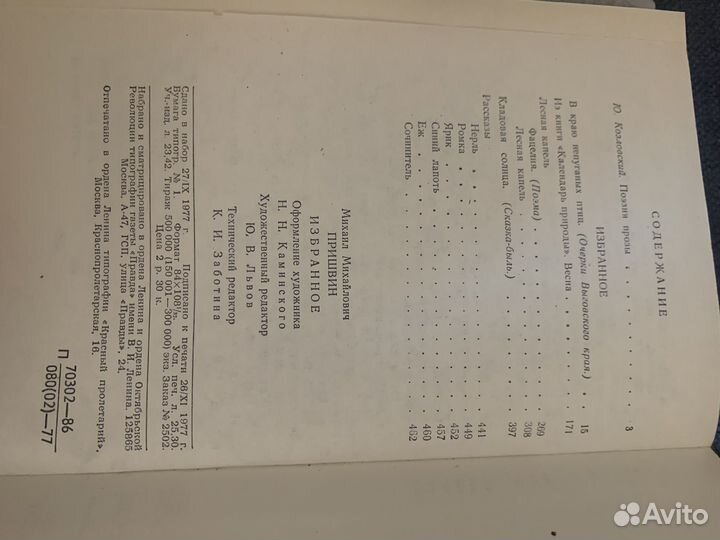 СОДЕРЖАНИЕ
Ю. Козловский. Поэзия прозы . . . . . . . 3
ИЗБРАННОЕ
В краю непуганых птиц. (Очерки Выговского края.) . . 15
Из книги «Календарь природы». Весна . . . . . . 171
Лесная капель
Фацелия. (Поэма) . . . . . . . 269
Лесная капель . . . . . . . 308
Кладовая солнца. (Сказка-быль.) . . . . . . 397
Рассказы
Нерль . . . . . . . 441
Ромка . . . . . . . 449
Ярик . . . . . . . 452
Синий лапоть . . . . . . . 457
Еж . . . . . . . 460
Сочинитель . . . . . . . 462
Михаил Михайлович
ПРИШВИН
ИЗБРАННОЕ
Оформление художника
Н. Н. Каминского
Художественный редактор
Ю. В. Львов
Технический редактор
К. И. Заботина
Сдано в набор 27/IX 1977 г. Подписано к печати 26/XI 1977 г.
Бумага типогр. № 1. Формат 84×108¹/₃₂. Усл. печ. л. 25,30.
Уч.-изд. л. 23,42. Тираж 500 000 (150 001—300 000) экз. Заказ № 2502.
Цена 2 р. 30 к.
Набрано и сматрицировано в ордена Ленина и ордена Октябрьской
Революции типографии газеты «Правда» имени В. И. Ленина. 125865
Москва, А-47, ГСП, улица «Правды», 24.
Отпечатано в ордена Ленина типографии «Красный пролетарий»,
Москва, Краснопролетарская, 16.
П 70302—86
080(02)—77
Avito